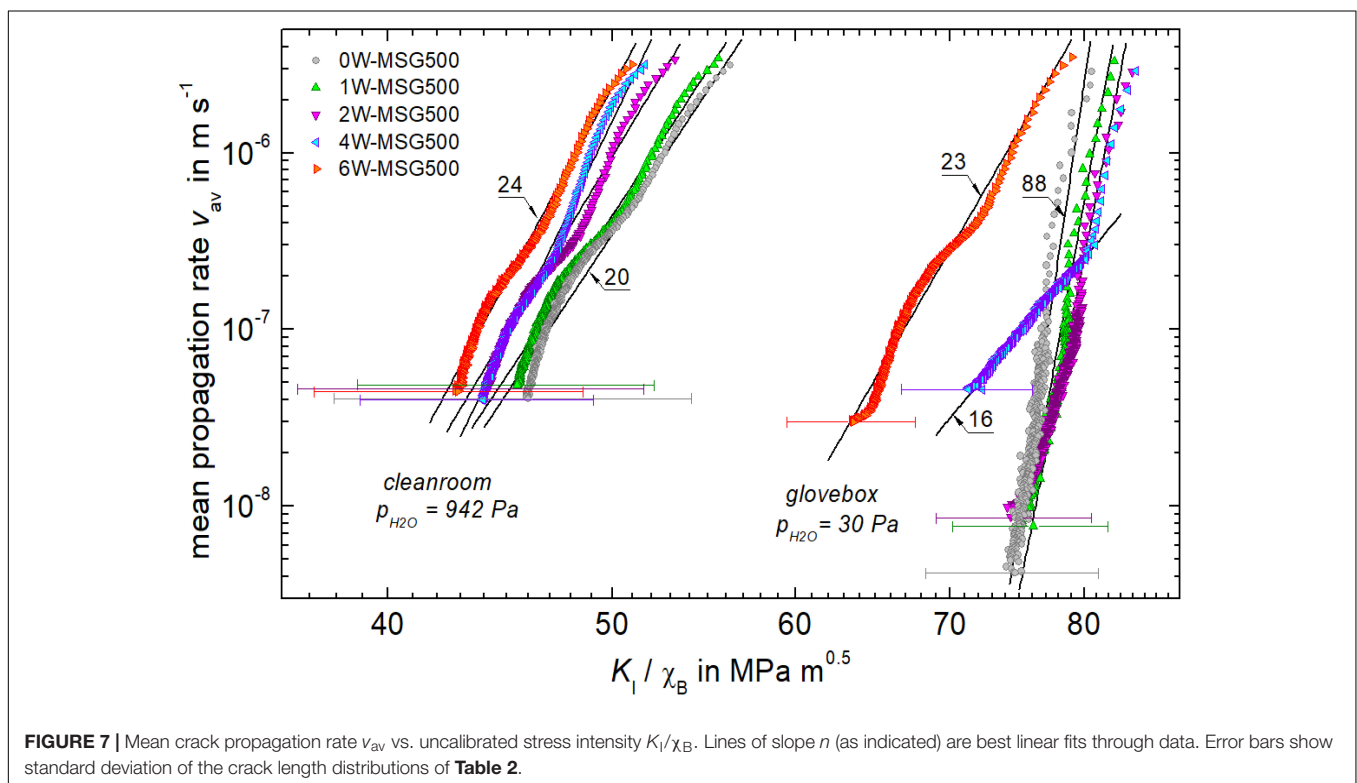 0W-MSG500
1W-MSG500
2W-MSG500
4W-MSG500
6W-MSG500
mean propagation rate v_av in m s⁻¹
10⁻⁶
10⁻⁷
10⁻⁸
24
20
23
88
16
cleanroom
p_H2O = 942 Pa
glovebox
p_H2O = 30 Pa
40 50 60 70 80
K_I / χ_B in MPa m^0.5
FIGURE 7 | Mean crack propagation rate v_av vs. uncalibrated stress intensity K_I/χ_B. Lines of slope n (as indicated) are best linear fits through data. Error bars show
standard deviation of the crack length distributions of Table 2.